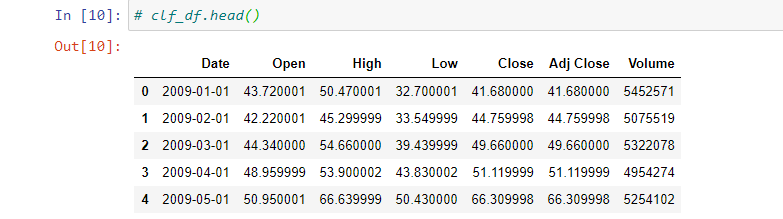 In [10]: # clf_df.head()
Out[10]:
Date Open High Low Close Adj Close Volume
0 2009-01-01 43.720001 50.470001 32.700001 41.680000 41.680000 5452571
1 2009-02-01 42.220001 45.299999 33.549999 44.759998 44.759998 5075519
2 2009-03-01 44.340000 54.660000 39.439999 49.660000 49.660000 5322078
3 2009-04-01 48.959999 53.900002 43.830002 51.119999 51.119999 4954274
4 2009-05-01 50.950001 66.639999 50.430000 66.309998 66.309998 5254102